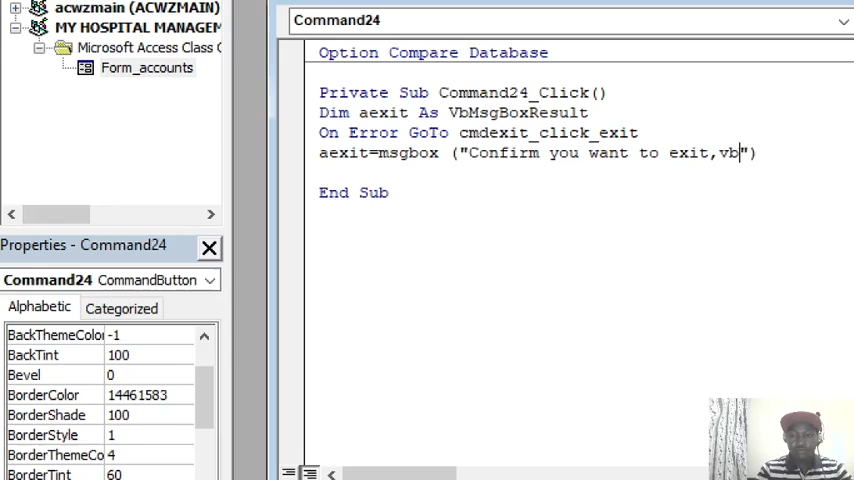 acwzmain (ACWZMAIN)
MY HOSPITAL MANAGEM
Microsoft Access Class
Form_accounts
Properties - Command24
Command24 CommandButton
Alphabetic Categorized
BackThemeColo -1
BackTint 100
Bevel 0
BorderColor 14461583
BorderShade 100
BorderStyle 1
BorderThemeCo 4
BorderTint 60
Command24
Option Compare Database
Private Sub Command24_Click()
Dim aexit As VbMsgBoxResult
On Error GoTo cmdexit_click_exit
aexit=msgbox ("Confirm you want to exit,vb")
End Sub